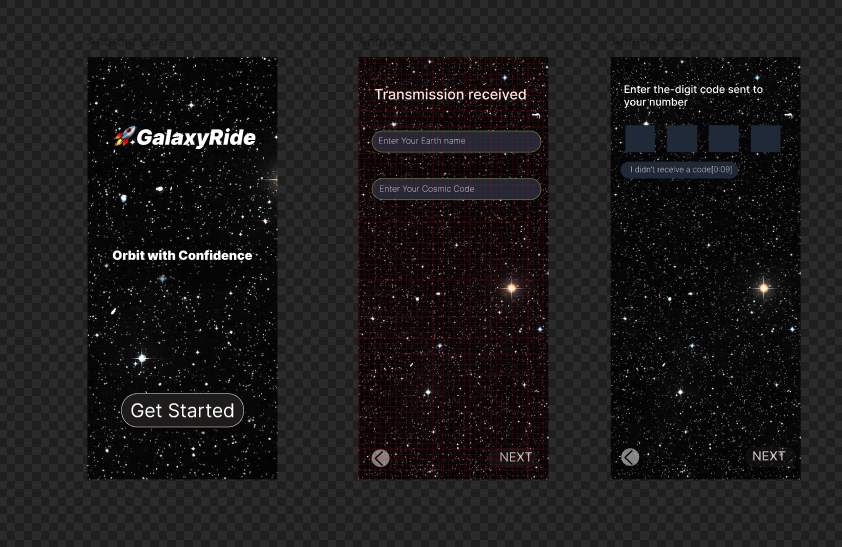 🚀GalaxyRide
Orbit with Confidence
Get Started
Transmission received
Enter Your Earth name
Enter Your Cosmic Code
NEXT
Enter the-digit code sent to
your number
I didn't receive a code[0:09]
NEXT